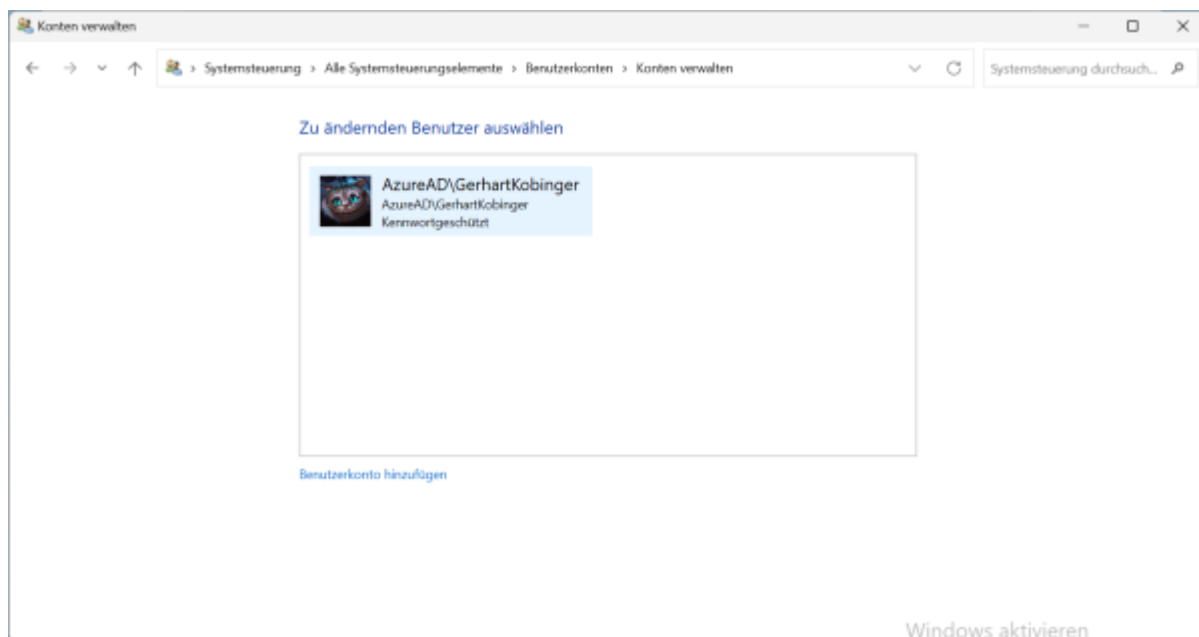 Konten verwalten
Systemsteuerung > Alle Systemsteuerungselemente > Benutzerkonten > Konten verwalten
Systemsteuerung durchsuch...
Zu ändernden Benutzer auswählen
AzureAD\GerhartKobinger
AzureAD\GerhartKobinger
Kennwortgeschützt
Benutzerkonto hinzufügen
Windows aktivieren